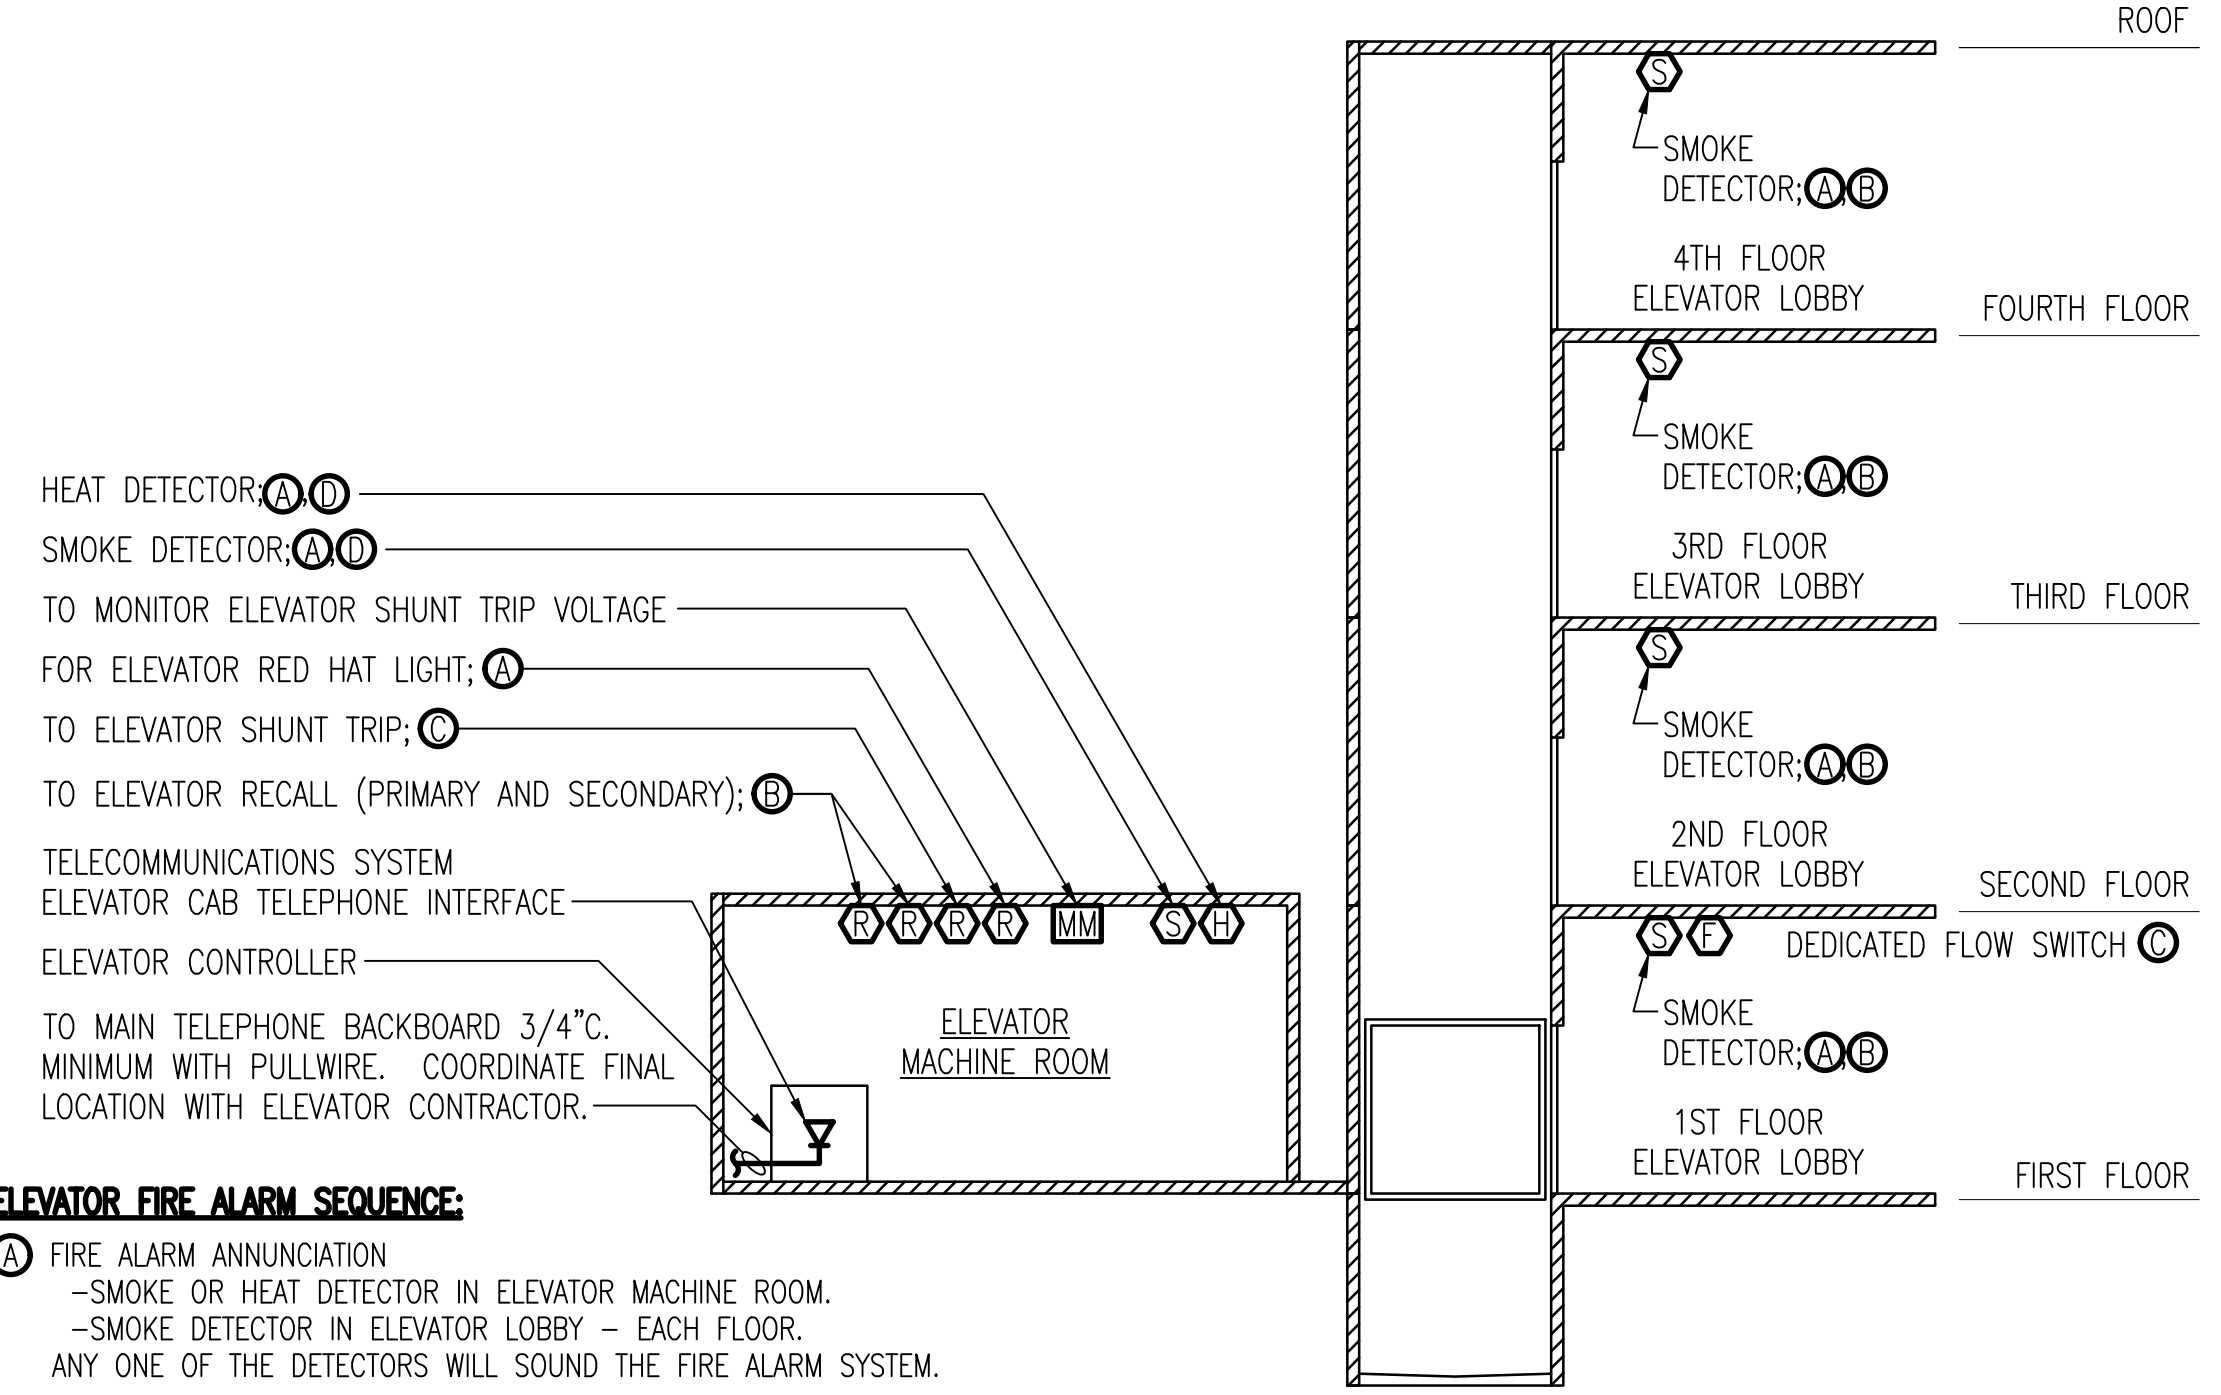 ROOF
S
SMOKE
DETECTOR; A, B
4TH FLOOR
ELEVATOR LOBBY
FOURTH FLOOR
S
SMOKE
DETECTOR; A, B
3RD FLOOR
ELEVATOR LOBBY
THIRD FLOOR
S
SMOKE
DETECTOR; A, B
2ND FLOOR
ELEVATOR LOBBY
SECOND FLOOR
S F DEDICATED FLOW SWITCH C
SMOKE
DETECTOR; A, B
1ST FLOOR
ELEVATOR LOBBY
FIRST FLOOR
HEAT DETECTOR; A, D
SMOKE DETECTOR; A, D
TO MONITOR ELEVATOR SHUNT TRIP VOLTAGE
FOR ELEVATOR RED HAT LIGHT; A
TO ELEVATOR SHUNT TRIP; C
TO ELEVATOR RECALL (PRIMARY AND SECONDARY); B
TELECOMMUNICATIONS SYSTEM
ELEVATOR CAB TELEPHONE INTERFACE
ELEVATOR CONTROLLER
TO MAIN TELEPHONE BACKBOARD 3/4"C.
MINIMUM WITH PULLWIRE. COORDINATE FINAL
LOCATION WITH ELEVATOR CONTRACTOR.
R R R R MM S H
ELEVATOR
MACHINE ROOM
ELEVATOR FIRE ALARM SEQUENCE:
A FIRE ALARM ANNUNCIATION
-SMOKE OR HEAT DETECTOR IN ELEVATOR MACHINE ROOM.
-SMOKE DETECTOR IN ELEVATOR LOBBY - EACH FLOOR.
ANY ONE OF THE DETECTORS WILL SOUND THE FIRE ALARM SYSTEM.